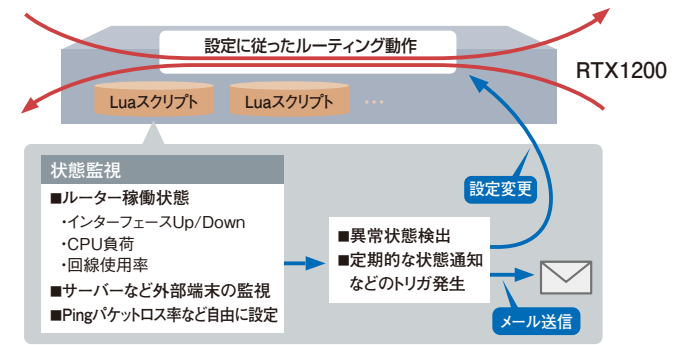 設定に従ったルーティング動作
RTX1200
Luaスクリプト
Luaスクリプト
…
状態監視
■ルーター稼働状態
・インターフェースUp/Down
・CPU負荷
・回線使用率
■サーバーなど外部端末の監視
■Pingパケットロス率など自由に設定
■異常状態検出
■定期的な状態通知
などのトリガ発生
設定変更
メール送信